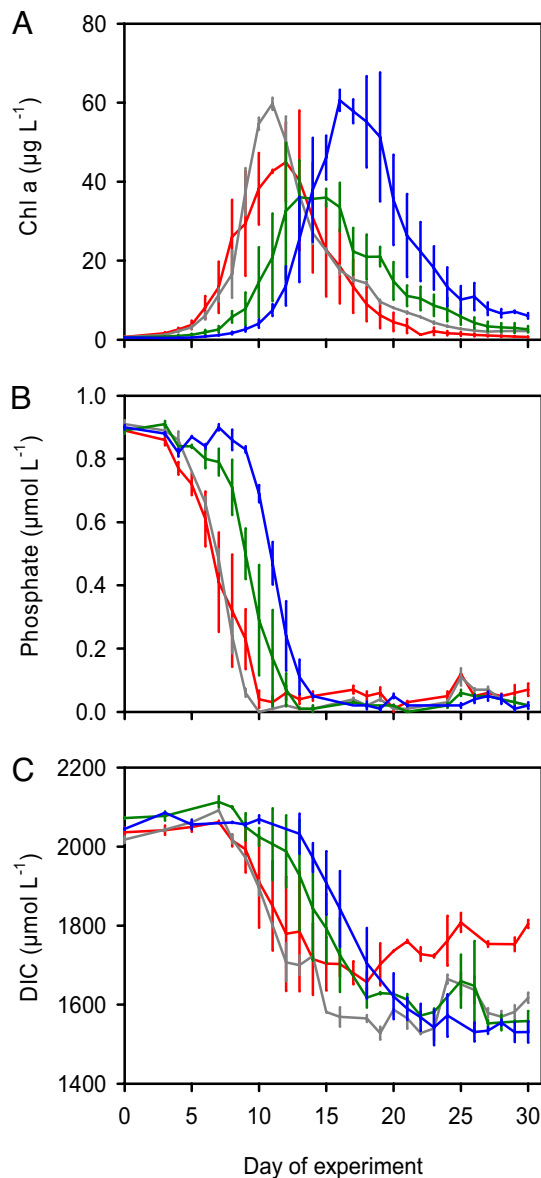 A
80
60
40
20
0
Chl a (µg L⁻¹)
B
1.0
0.8
0.6
0.4
0.2
0.0
Phosphate (µmol L⁻¹)
C
2200
2000
1800
1600
1400
DIC (µmol L⁻¹)
0 5 10 15 20 25 30
Day of experiment